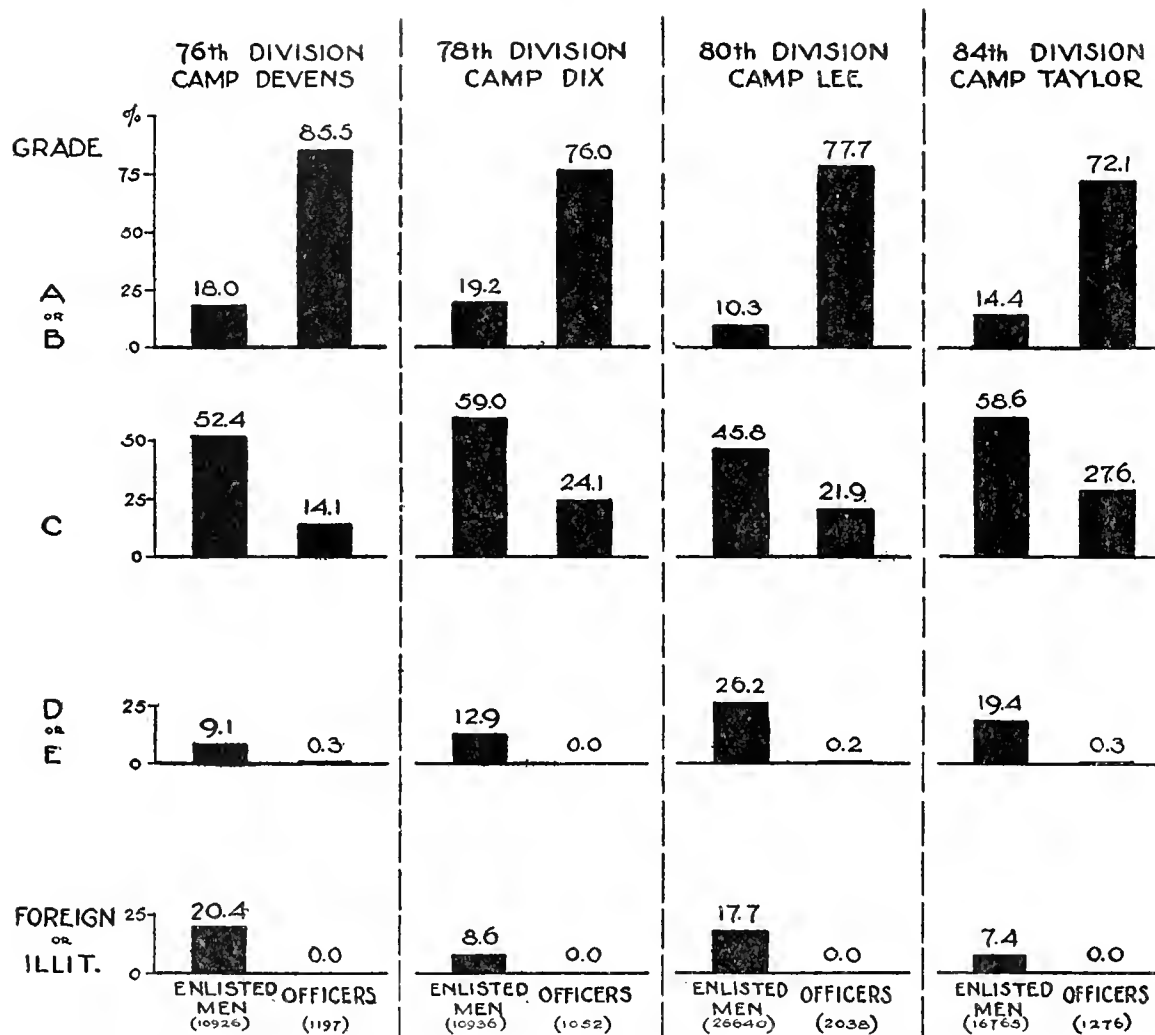 76th DIVISION
CAMP DEVENS
78th DIVISION
CAMP DIX
80th DIVISION
CAMP LEE
84th DIVISION
CAMP TAYLOR
GRADE
%
75
50
25
0
A
OR
B
18.0
85.5
19.2
76.0
10.3
77.7
14.4
72.1
C
50
25
0
52.4
14.1
59.0
24.1
45.8
21.9
58.6
27.6
D
OR
E
25
0
9.1
0.3
12.9
0.0
26.2
0.2
19.4
0.3
FOREIGN
OR
ILLIT.
25
0
20.4
0.0
8.6
0.0
17.7
0.0
7.4
0.0
ENLISTED
MEN
(10926)
OFFICERS
(1197)
ENLISTED
MEN
(10936)
OFFICERS
(1052)
ENLISTED
MEN
(26640)
OFFICERS
(2038)
ENLISTED
MEN
(16765)
OFFICERS
(1276)